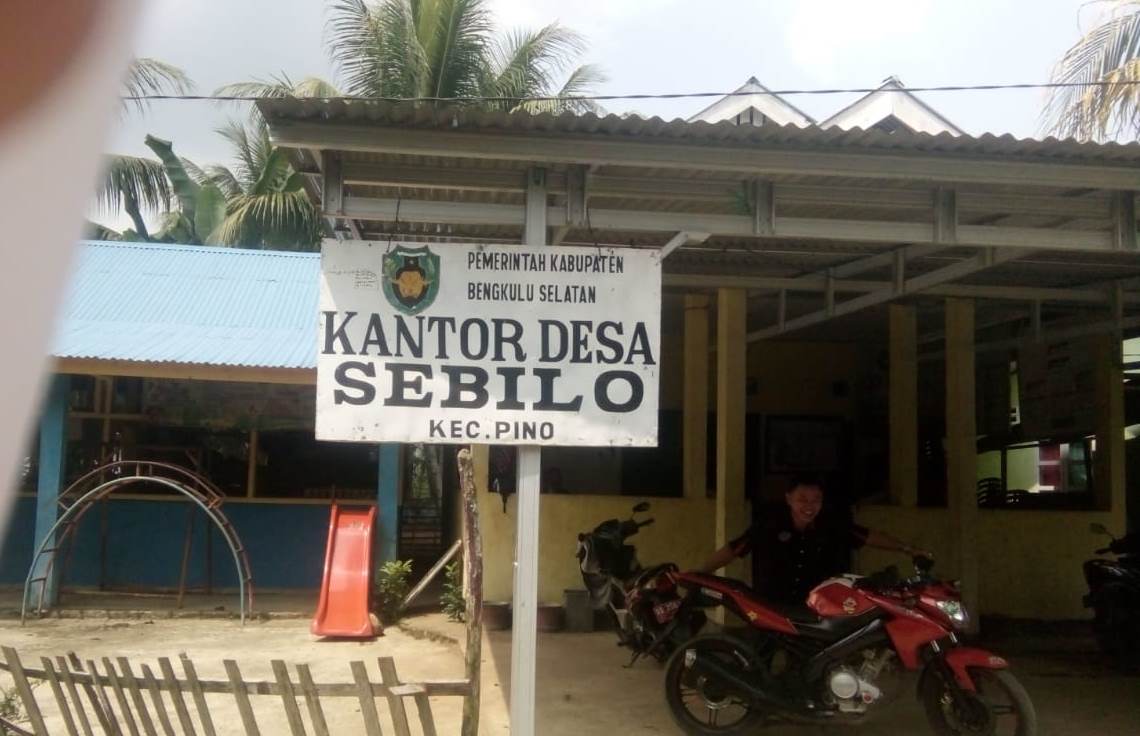 PEMERINTAH KABUPATEN
BENGKULU SELATAN
KANTOR DESA
SEBILO
KEC.PINO